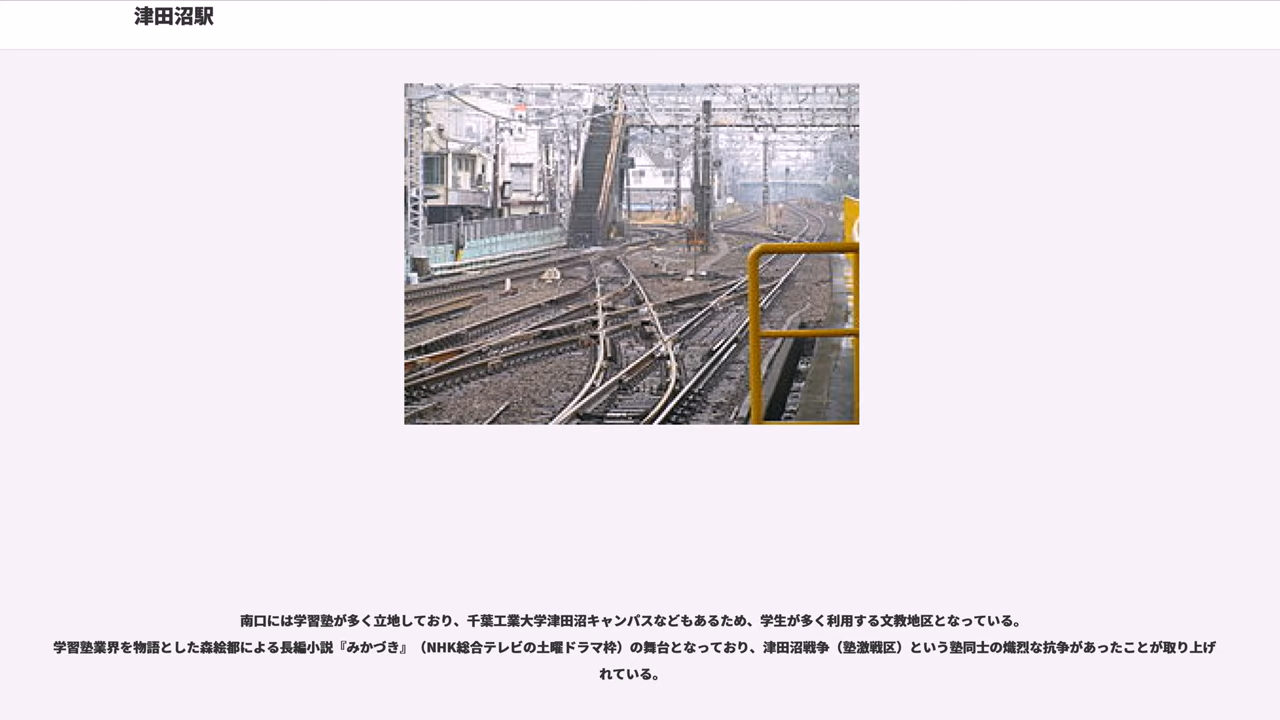 津田沼駅
南口には学習塾が多く立地しており、千葉工業大学津田沼キャンパスなどもあるため、学生が多く利用する文教地区となっている。
学習塾業界を物語とした森絵都による長編小説『みかづき』（NHK総合テレビの土曜ドラマ枠）の舞台となっており、津田沼戦争（塾激戦区）という塾同士の熾烈な抗争があったことが取り上げ
れている。